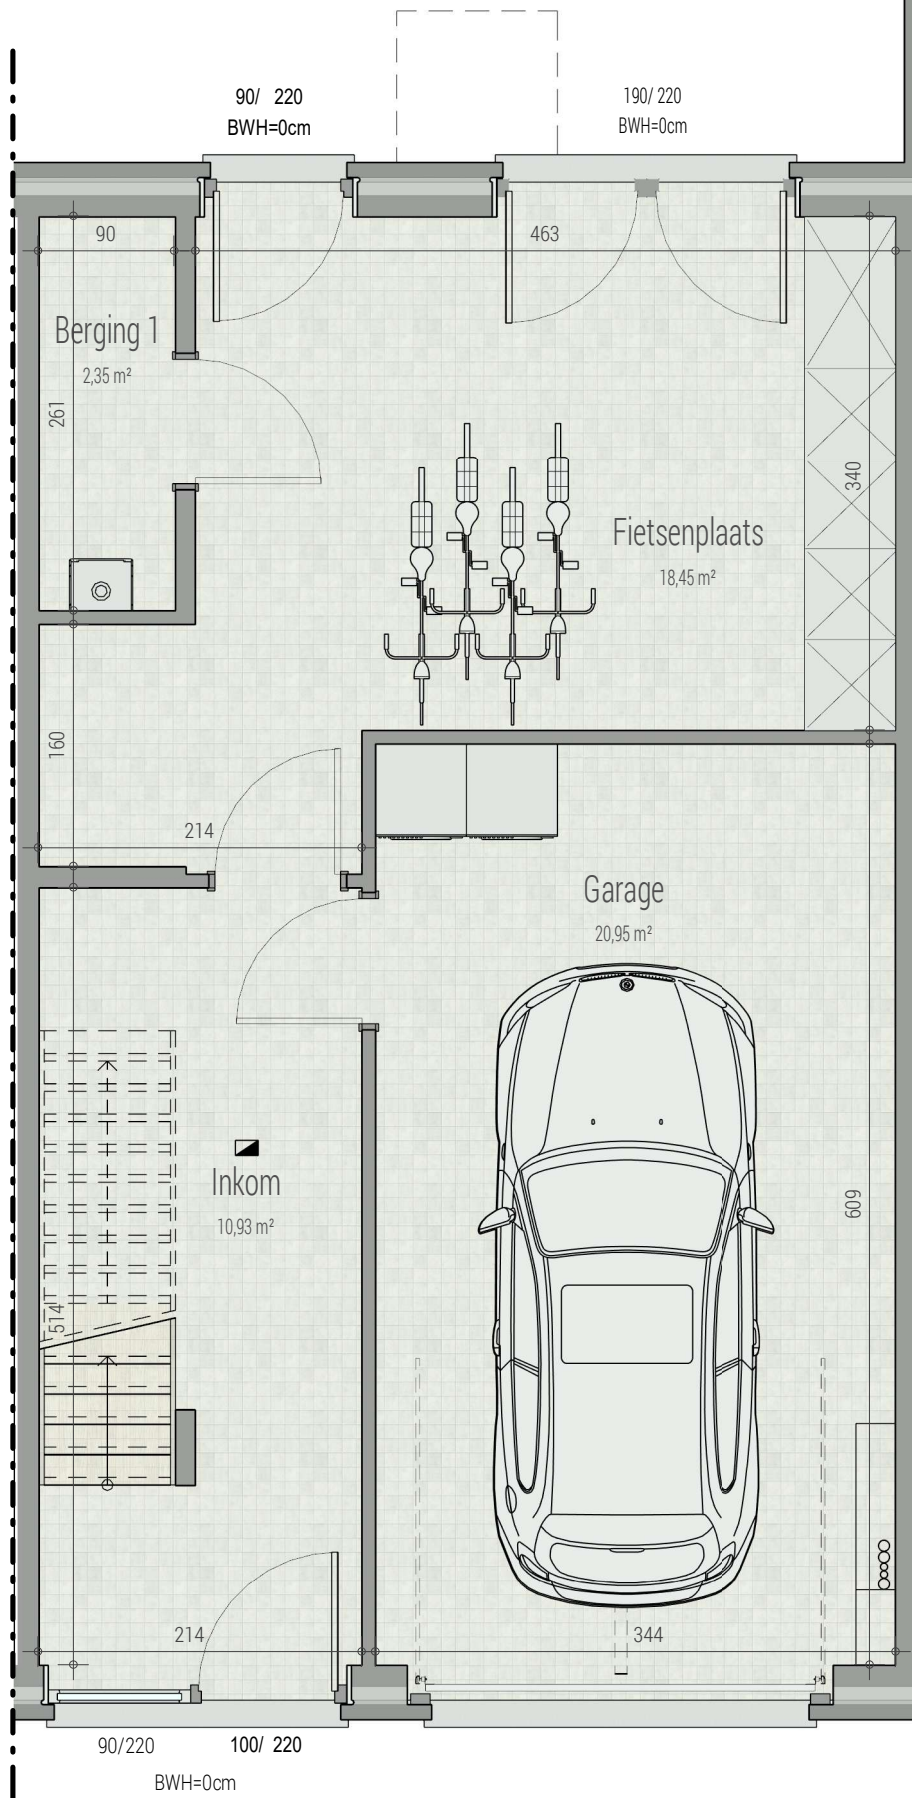 90/ 220
BWH=0cm
190/ 220
BWH=0cm
90
463
Berging 1
2,35 m²
261
340
Fietsenplaats
18,45 m²
160
214
Garage
20,95 m²
Inkom
10,93 m²
609
514
214
344
90/220
100/ 220
BWH=0cm